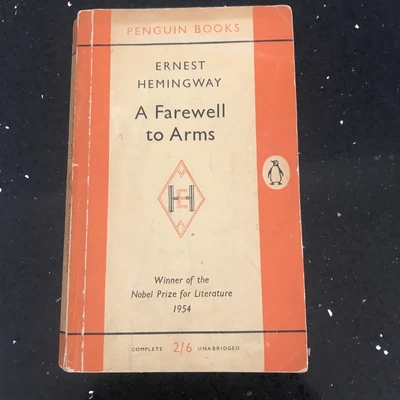 PENGUIN BOOKS
ERNEST
HEMINGWAY
A Farewell
to Arms
H E H
Winner of the
Nobel Prize for Literature
1954
COMPLETE 2/6 UNABRIDGED